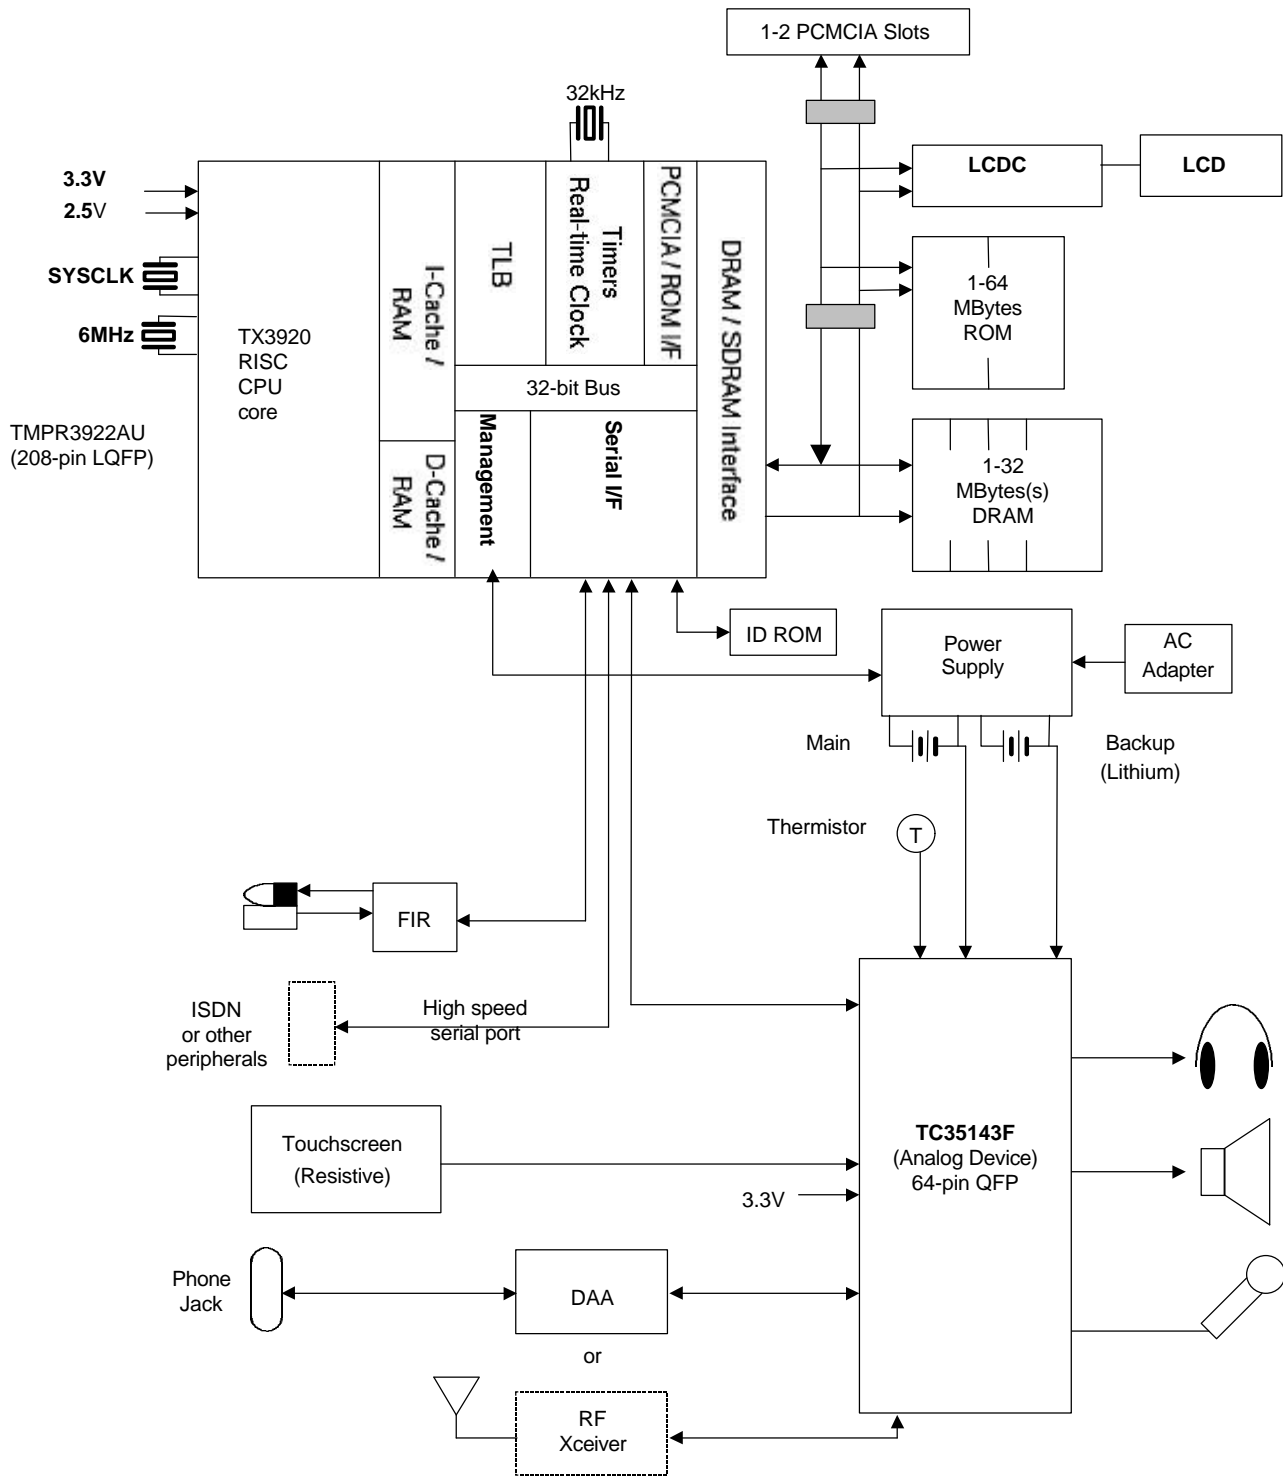 1-2 PCMCIA Slots
32kHz
3.3V
2.5V
SYSCLK
6MHz
TMPR3922AU
(208-pin LQFP)
TX3920
RISC
CPU
core
I-Cache /
RAM
D-Cache /
RAM
TLB
Timers
Real-time Clock
PCMCIA / ROM I/F
32-bit Bus
Management
Serial I/F
DRAM / SDRAM Interface
LCDC
LCD
1-64
MBytes
ROM
1-32
MBytes(s)
DRAM
ID ROM
Power
Supply
AC
Adapter
Main
Backup
(Lithium)
Thermistor
T
FIR
ISDN
or other
peripherals
High speed
serial port
Touchscreen
(Resistive)
3.3V
TC35143F
(Analog Device)
64-pin QFP
Phone
Jack
DAA
or
RF
Xceiver